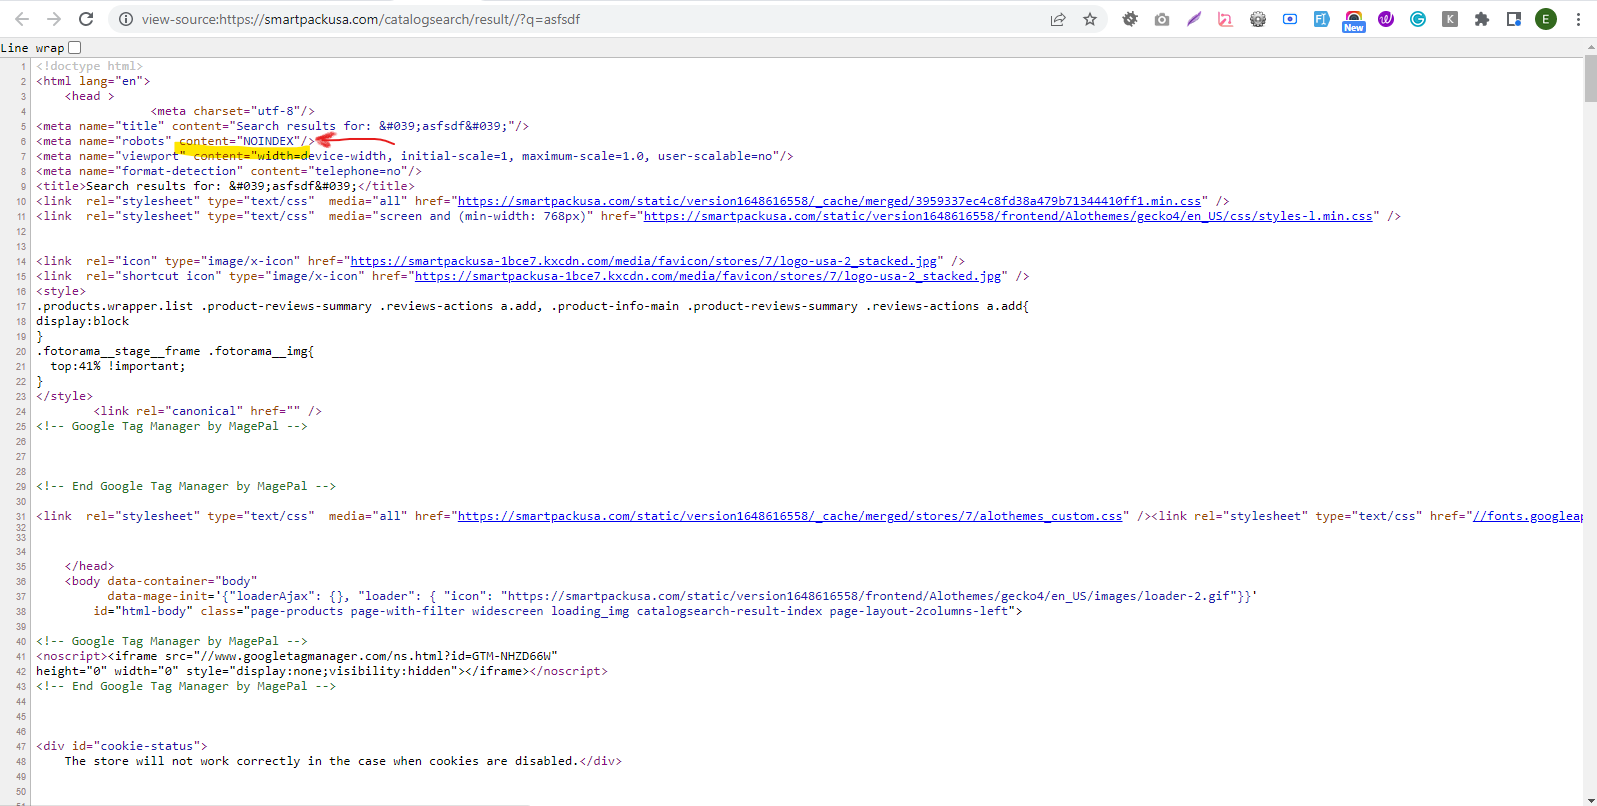 view-source:https://smartpackusa.com/catalogsearch/result//?q=asfsdf
New
K
E
Line wrap
1 <!doctype html>
2 <html lang="en">
3 <head >
4 <meta charset="utf-8"/>
5 <meta name="title" content="Search results for: &#039;asfsdf&#039;"/>
6 <meta name="robots" content="NOINDEX"/>
7 <meta name="viewport" content="width=device-width, initial-scale=1, maximum-scale=1.0, user-scalable=no"/>
8 <meta name="format-detection" content="telephone=no"/>
9 <title>Search results for: &#039;asfsdf&#039;</title>
10 <link  rel="stylesheet" type="text/css"  media="all" href="https://smartpackusa.com/static/version1648616558/_cache/merged/3959337ec4c8fd38a479b71344410ff1.min.css" />
11 <link  rel="stylesheet" type="text/css"  media="screen and (min-width: 768px)" href="https://smartpackusa.com/static/version1648616558/frontend/Alothemes/gecko4/en_US/css/styles-l.min.css" />
12
13
14 <link  rel="icon" type="image/x-icon" href="https://smartpackusa-1bce7.kxcdn.com/media/favicon/stores/7/logo-usa-2_stacked.jpg" />
15 <link  rel="shortcut icon" type="image/x-icon" href="https://smartpackusa-1bce7.kxcdn.com/media/favicon/stores/7/logo-usa-2_stacked.jpg" />
16 <style>
17 .products.wrapper.list .product-reviews-summary .reviews-actions a.add, .product-info-main .product-reviews-summary .reviews-actions a.add{
18 display:block
19 }
20 .fotorama__stage__frame .fotorama__img{
21 top:41% !important;
22 }
23 </style>
24 <link rel="canonical" href="" />
25 <!-- Google Tag Manager by MagePal -->
26
27
28
29 <!-- End Google Tag Manager by MagePal -->
30
31 <link  rel="stylesheet" type="text/css"  media="all" href="https://smartpackusa.com/static/version1648616558/_cache/merged/stores/7/alothemes_custom.css" /><link rel="stylesheet" type="text/css" href="//fonts.googleap
32
33
34
35 </head>
36 <body data-container="body"
37 data-mage-init='{"loaderAjax": {}, "loader": { "icon": "https://smartpackusa.com/static/version1648616558/frontend/Alothemes/gecko4/en_US/images/loader-2.gif"}}'
38 id="html-body" class="page-products page-with-filter widescreen loading_img catalogsearch-result-index page-layout-2columns-left">
39
40 <!-- Google Tag Manager by MagePal -->
41 <noscript><iframe src="//www.googletagmanager.com/ns.html?id=GTM-NHZD66W"
42 height="0" width="0" style="display:none;visibility:hidden"></iframe></noscript>
43 <!-- End Google Tag Manager by MagePal -->
44
45
46
47 <div id="cookie-status">
48 The store will not work correctly in the case when cookies are disabled.</div>
49
50